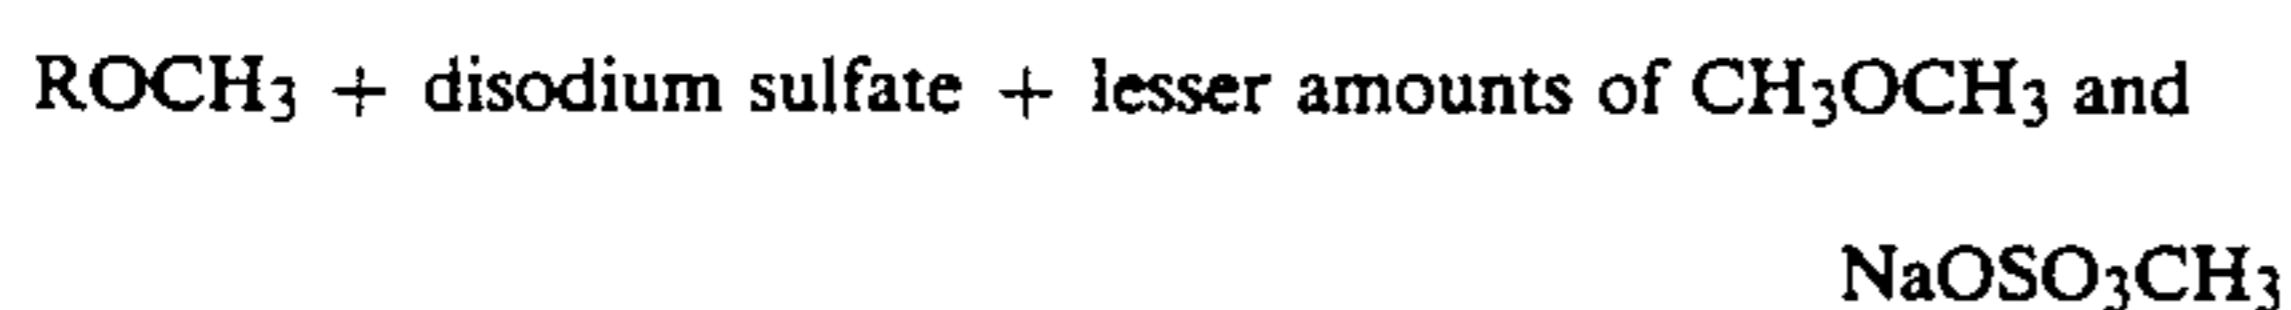 ROCH₃ + disodium sulfate + lesser amounts of CH₃OCH₃ and
NaOSO₃CH₃